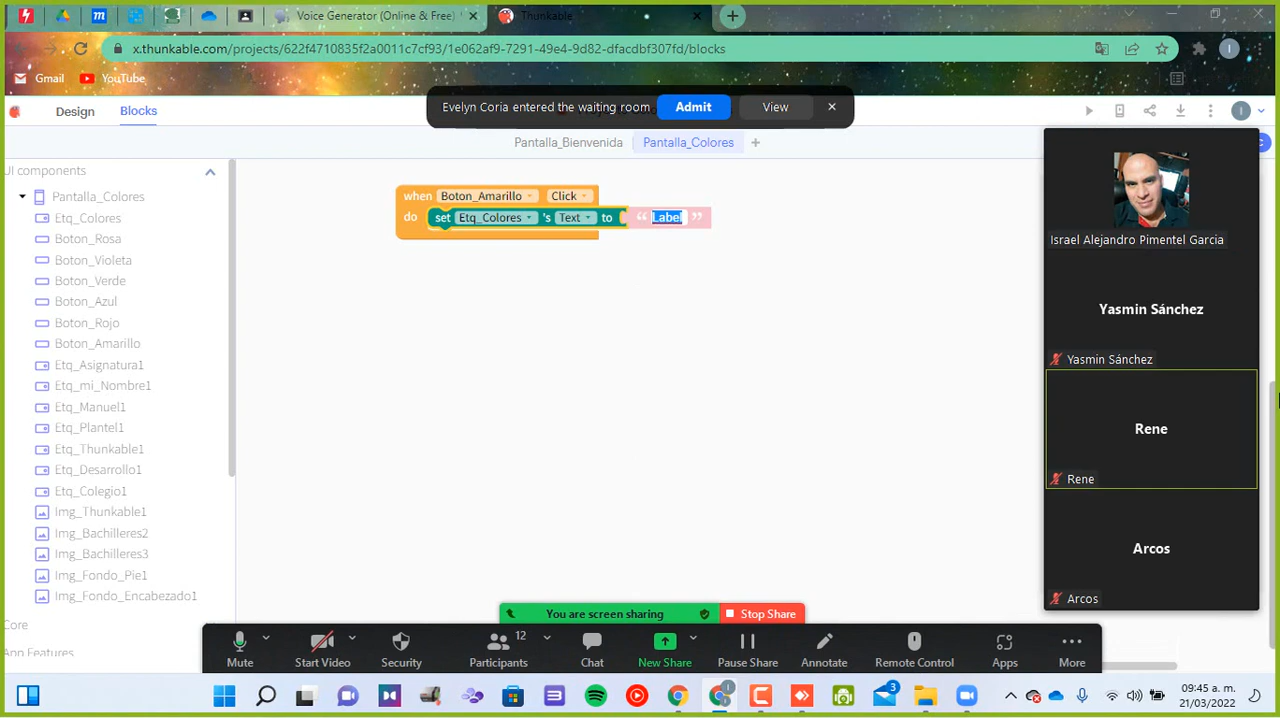 Voice Generator (Online & Free)
Thunkable
x.thunkable.com/projects/622f4710835f2a0011c7cf93/1e062af9-7291-49e4-9d82-dfacdbf307fd/blocks
Gmail
YouTube
Design
Blocks
Evelyn Coria entered the waiting room
Admit
View
Pantalla_Bienvenida
Pantalla_Colores
UI components
Pantalla_Colores
Etq_Colores
Boton_Rosa
Boton_Violeta
Boton_Verde
Boton_Azul
Boton_Rojo
Boton_Amarillo
Etq_Asignatura1
Etq_mi_Nombre1
Etq_Manuel1
Etq_Plantel1
Etq_Thunkable1
Etq_Desarrollo1
Etq_Colegio1
Img_Thunkable1
Img_Bachilleres2
Img_Bachilleres3
Img_Fondo_Pie1
Img_Fondo_Encabezado1
Core
App Features
when Boton_Amarillo Click
do set Etq_Colores 's Text to “ Label ”
Israel Alejandro Pimentel Garcia
Yasmin Sánchez
Yasmin Sánchez
Rene
Rene
Arcos
Arcos
You are screen sharing
Stop Share
12
Mute
Start Video
Security
Participants
Chat
New Share
Pause Share
Annotate
Remote Control
Apps
More
3
09:45 a. m.
21/03/2022